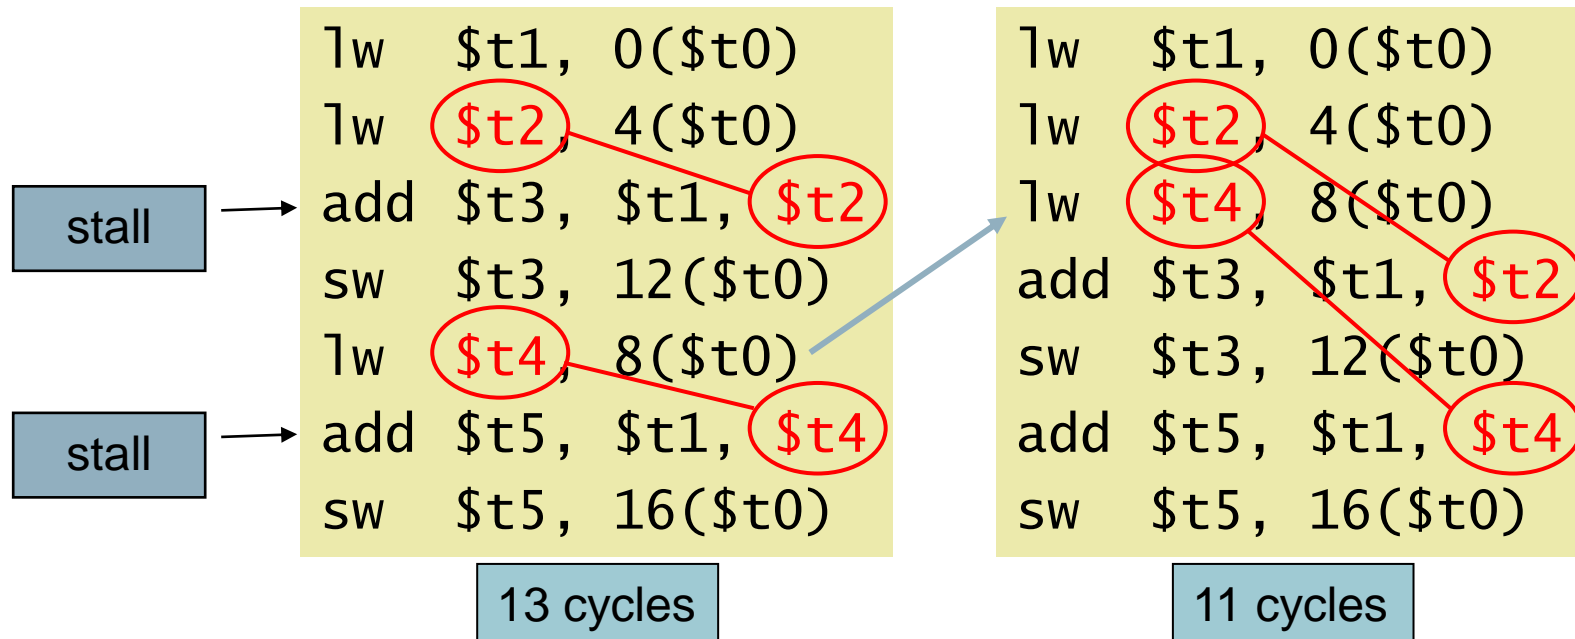 lw $t1, 0($t0)
lw $t2, 4($t0)
add $t3, $t1, $t2
sw $t3, 12($t0)
lw $t4, 8($t0)
add $t5, $t1, $t4
sw $t5, 16($t0)
stall
stall
13 cycles
lw $t1, 0($t0)
lw $t2, 4($t0)
lw $t4, 8($t0)
add $t3, $t1, $t2
sw $t3, 12($t0)
add $t5, $t1, $t4
sw $t5, 16($t0)
11 cycles